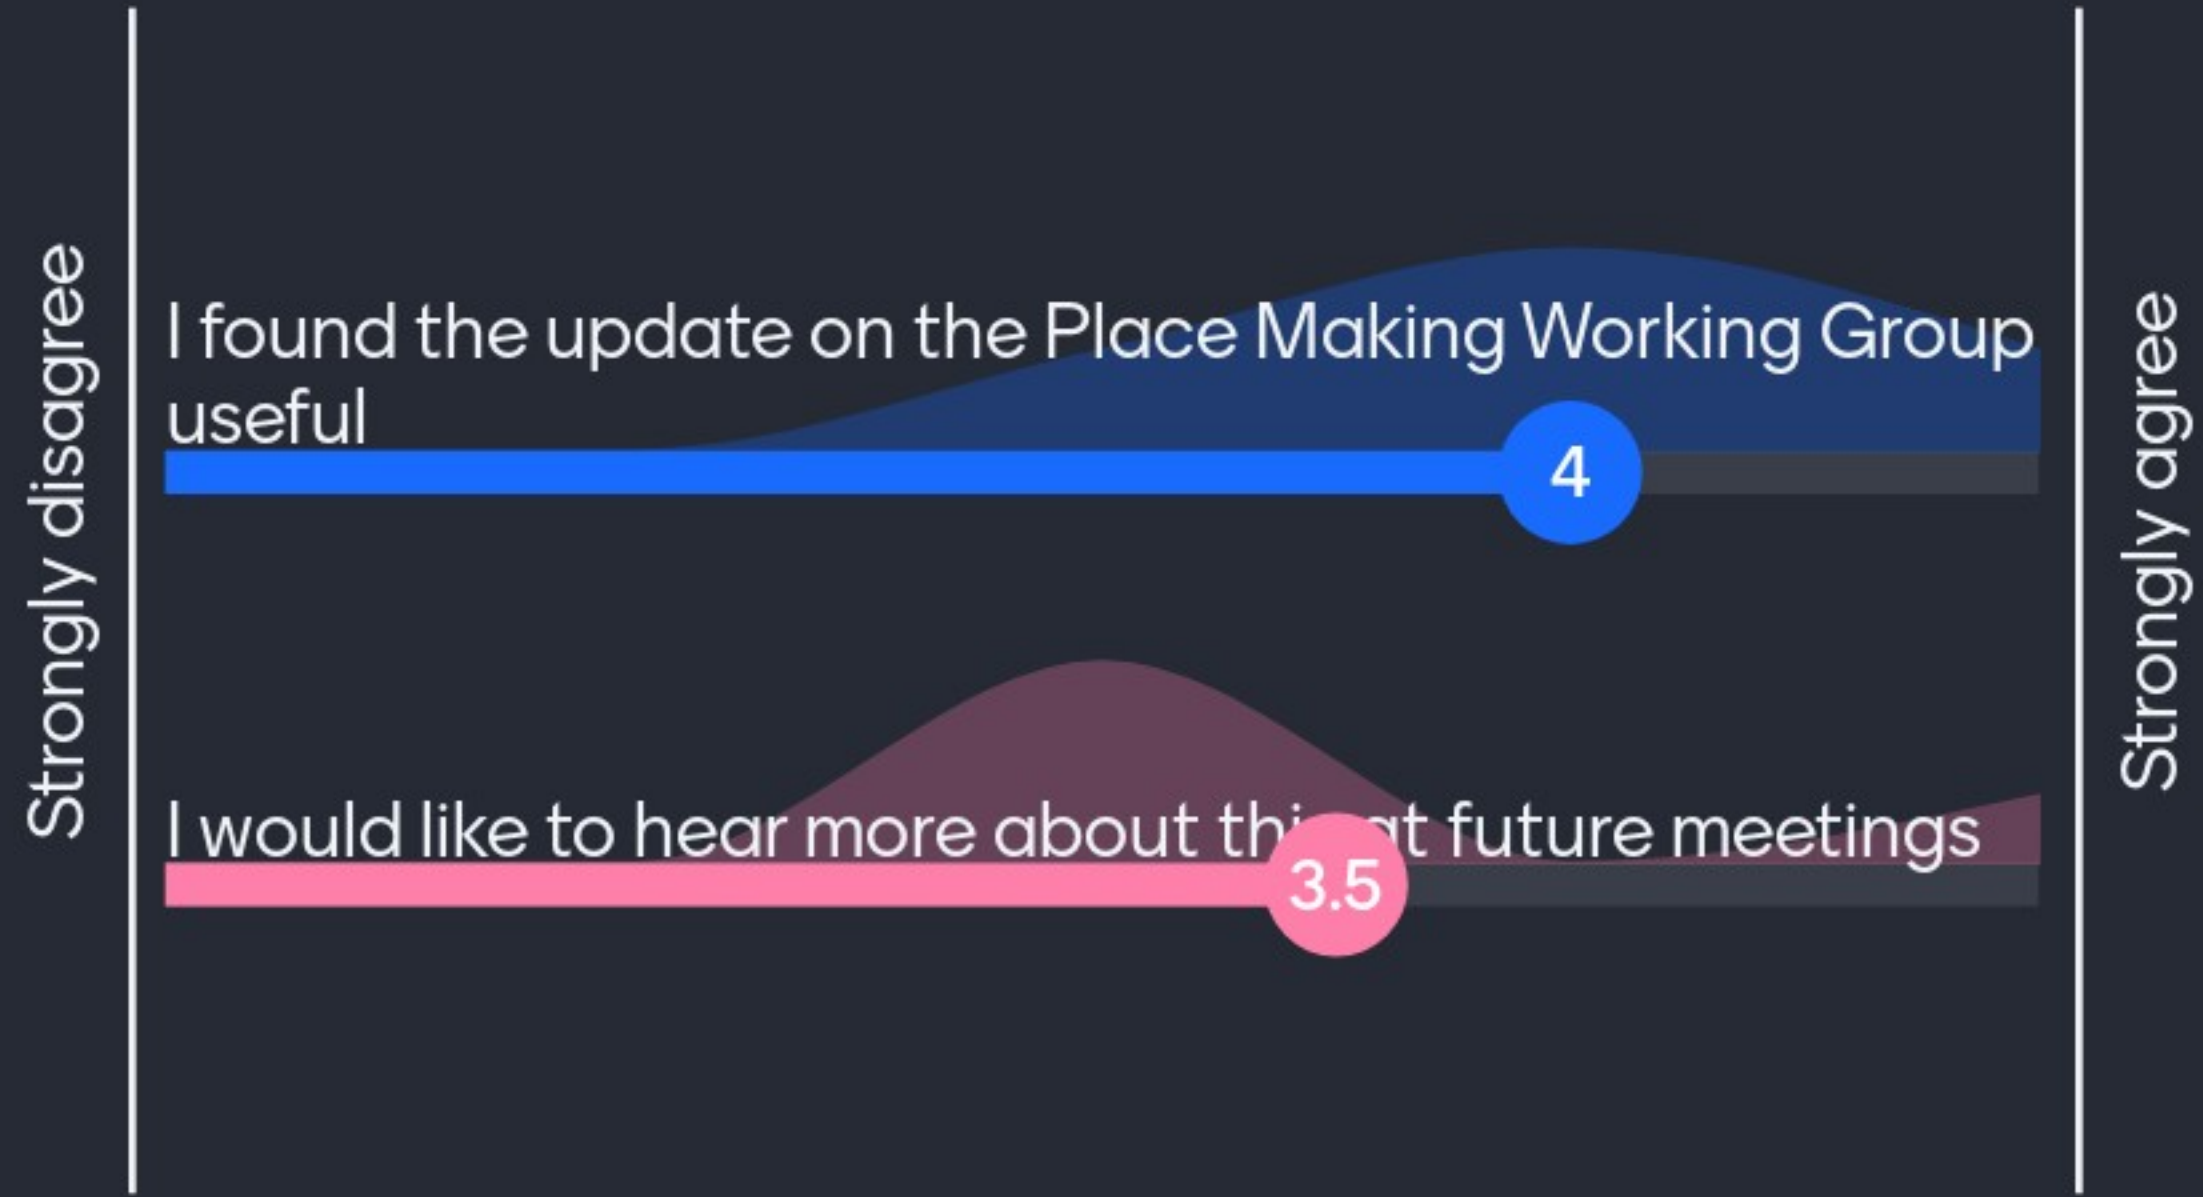 Strongly disagree
I found the update on the Place Making Working Group
useful
4
I would like to hear more about this at future meetings
3.5
Strongly agree